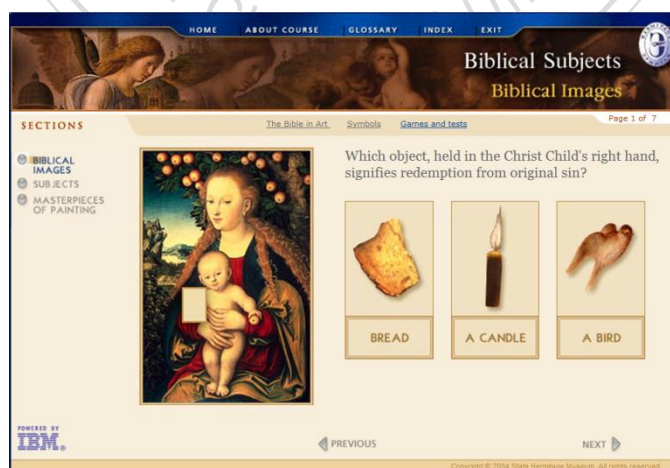 HOME ABOUT COURSE GLOSSARY INDEX EXIT
Biblical Subjects
Biblical Images
SECTIONS
The Bible in Art Symbols Games and tests
Page 1 of 7
BIBLICAL
IMAGES
SUBJECTS
MASTERPIECES
OF PAINTING
Which object, held in the Christ Child's right hand,
signifies redemption from original sin?
BREAD
A CANDLE
A BIRD
POWERED BY
IBM.
PREVIOUS
NEXT
Copyright © 2004 State Hermitage Museum. All rights reserved